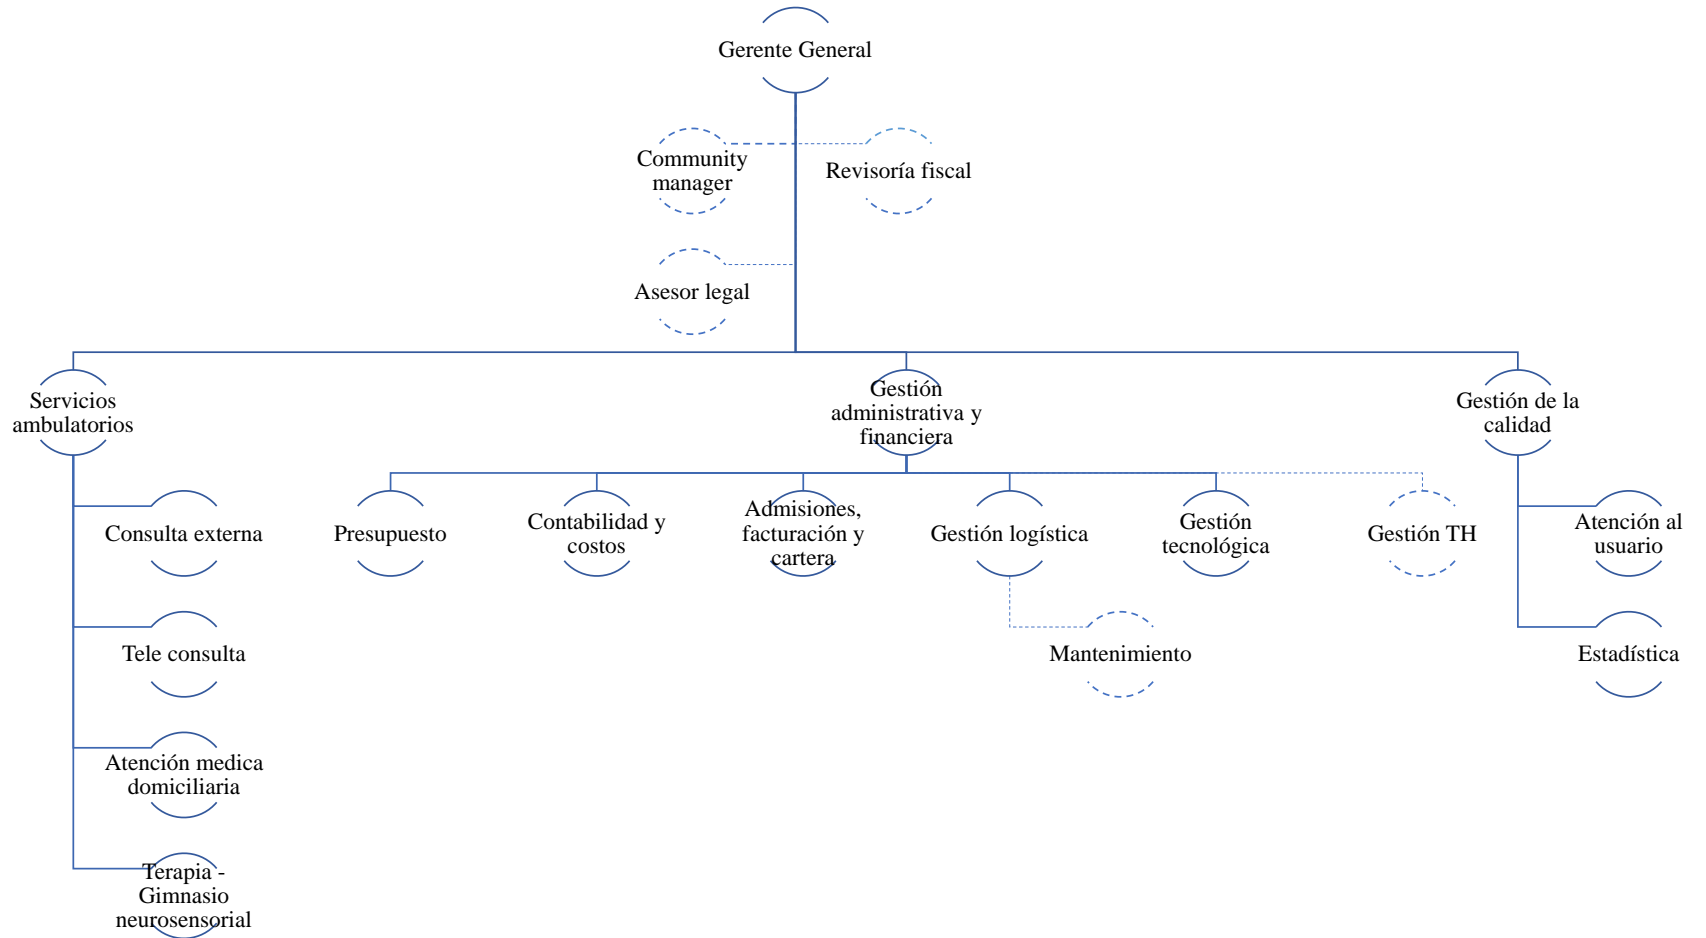 Gerente General
Community
manager
Revisoría fiscal
Asesor legal
Servicios
ambulatorios
Gestión
administrativa y
financiera
Gestión de la
calidad
Consulta externa
Presupuesto
Contabilidad y
costos
Admisiones,
facturación y
cartera
Gestión logística
Gestión
tecnológica
Gestión TH
Atención al
usuario
Tele consulta
Mantenimiento
Estadística
Atención medica
domiciliaria
Terapia -
Gimnasio
neurosensorial